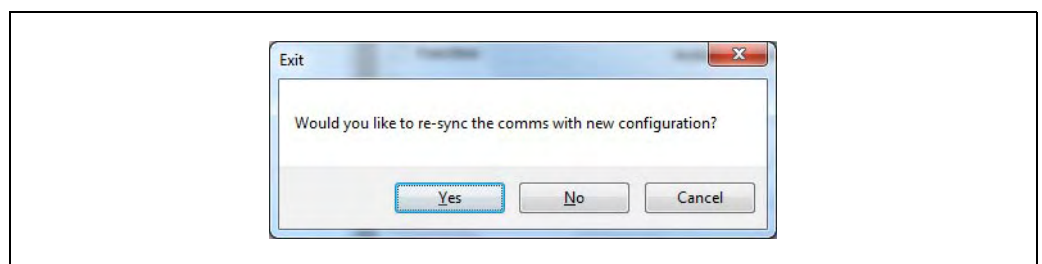 Exit
Would you like to re-sync the comms with new configuration?
Yes
No
Cancel